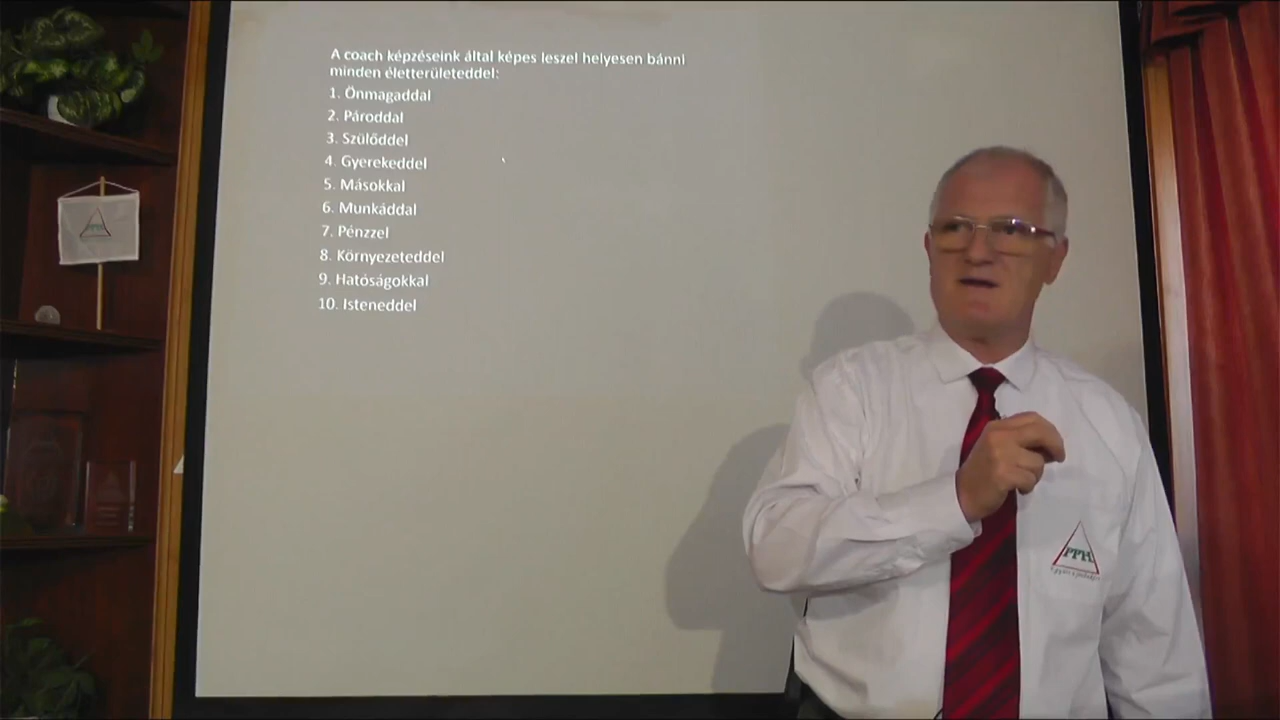 A coach képzéseink által képes leszel helyesen bánni
minden életterületeddel:
1. Önmagaddal
2. Pároddal
3. Szülőddel
4. Gyerekeddel
5. Másokkal
6. Munkáddal
7. Pénzzel
8. Környezeteddel
9. Hatóságokkal
10. Isteneddel